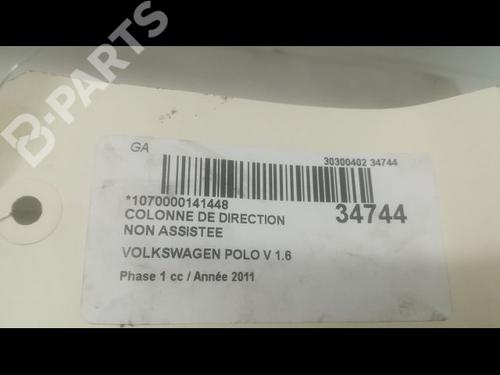 B-PARTS
GA
30300402 34744
*1070000141448
COLONNE DE DIRECTION
NON ASSISTEE
34744
VOLKSWAGEN POLO V 1.6
Phase 1 cc / Année 2011